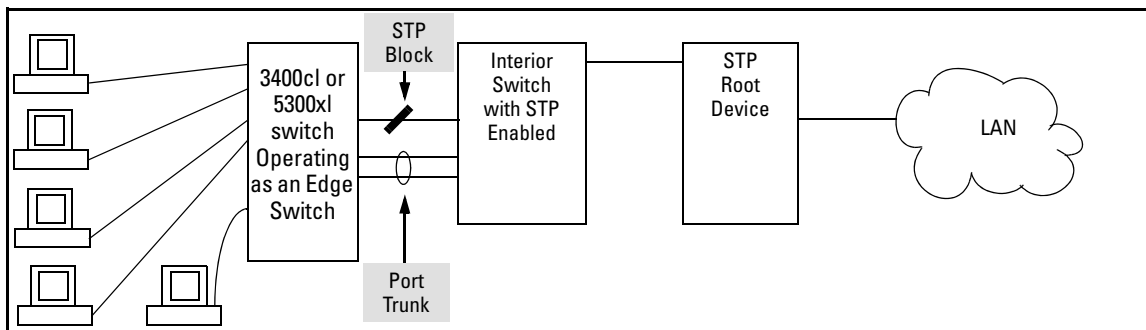 STP
Block
3400cl or
5300xl
switch
Operating
as an Edge
Switch
Interior
Switch
with STP
Enabled
STP
Root
Device
LAN
Port
Trunk